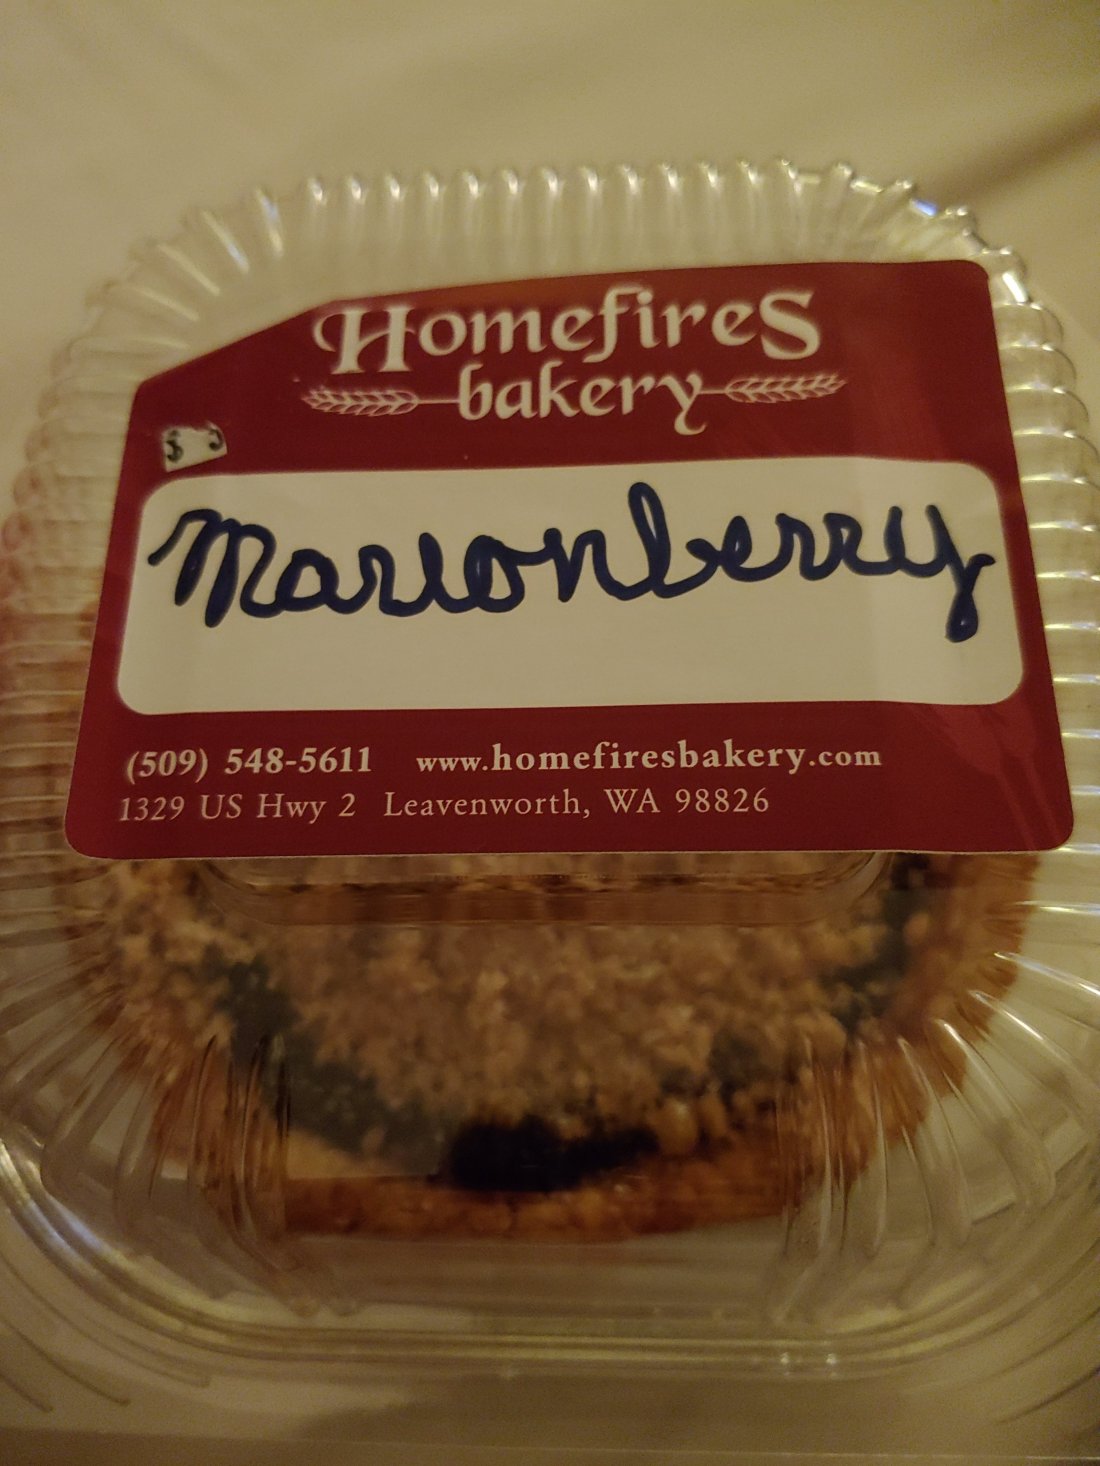 Homefires
bakery
$
Marionberry
(509) 548-5611 www.homefiresbakery.com
1329 US Hwy 2 Leavenworth, WA 98826